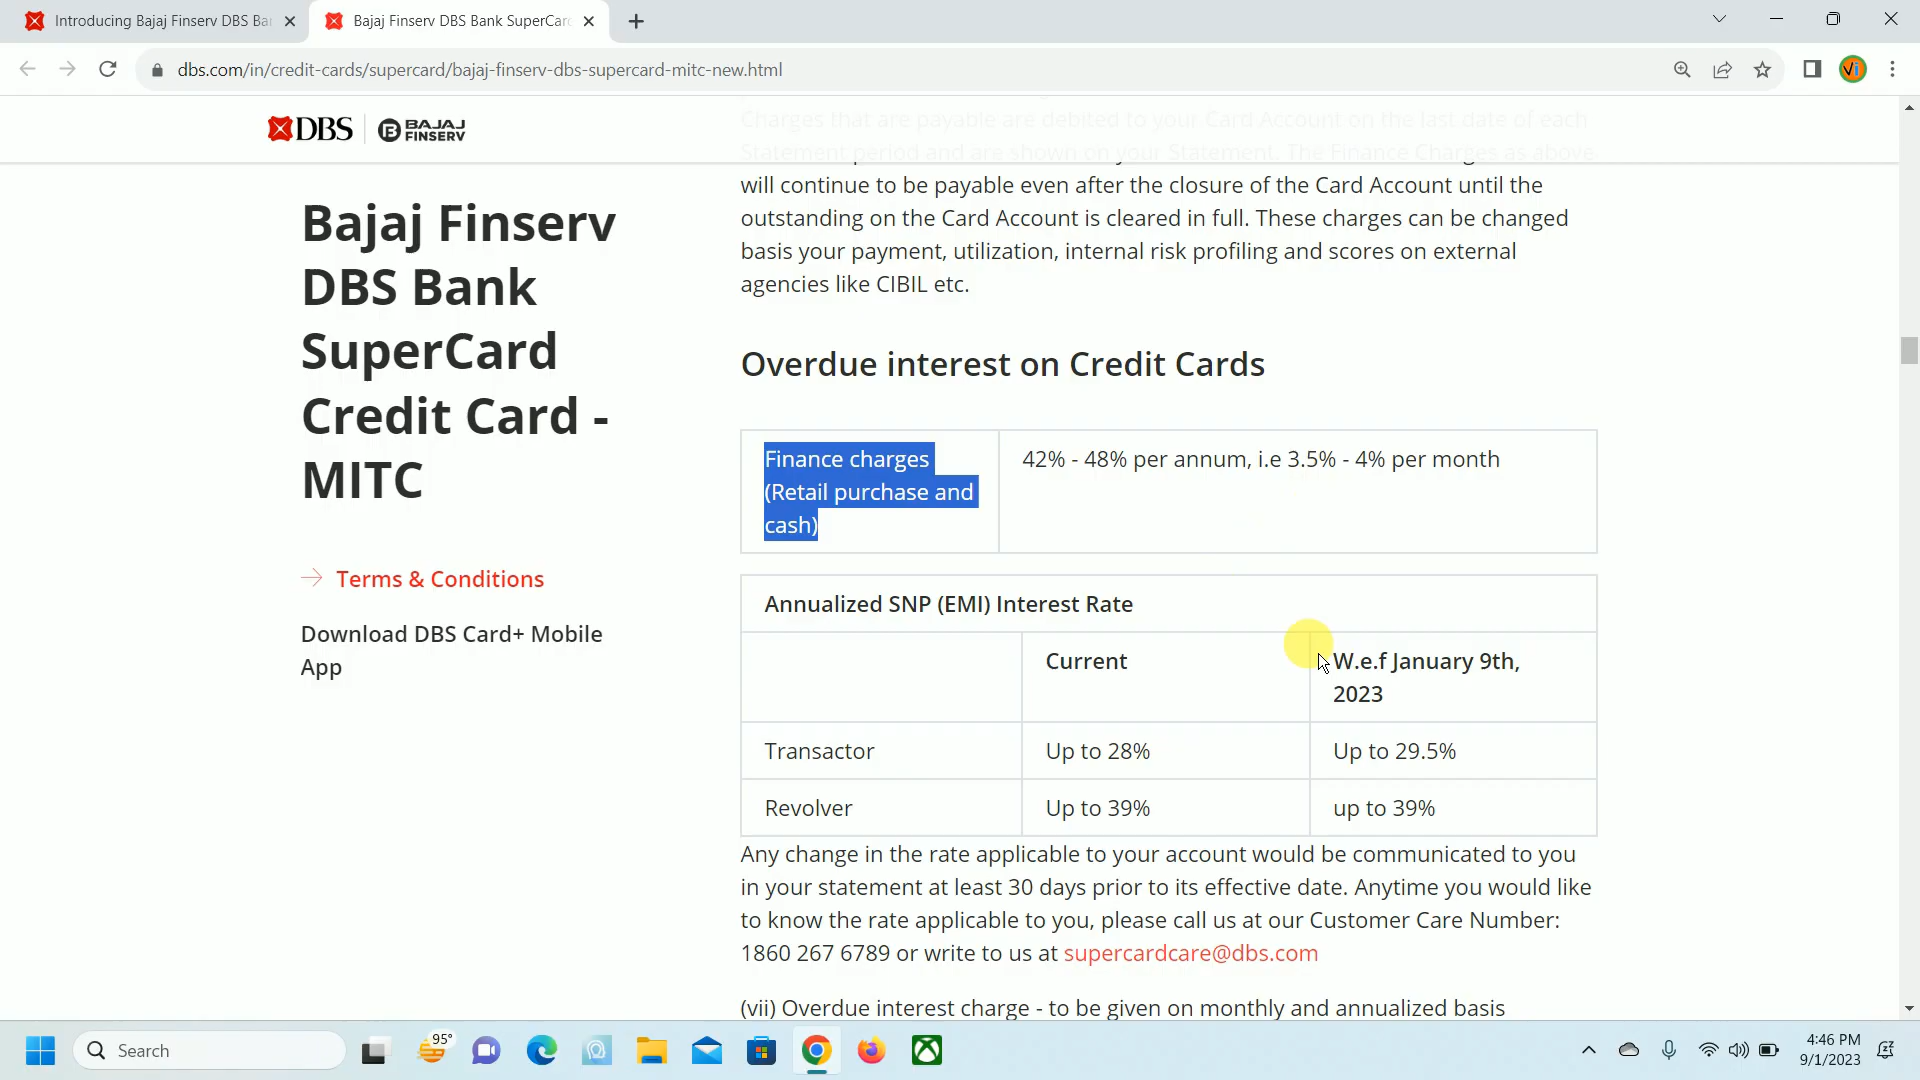 Introducing Bajaj Finserv DBS Ba
Bajaj Finserv DBS Bank SuperCar
dbs.com/in/credit-cards/supercard/bajaj-finserv-dbs-supercard-mitc-new.html
DBS
BAJAJ
FINSERV
Charges that are payable are debited to your Card Account on the last date of each
Statement period and are shown on your Statement. The Finance Charges as above
will continue to be payable even after the closure of the Card Account until the
outstanding on the Card Account is cleared in full. These charges can be changed
basis your payment, utilization, internal risk profiling and scores on external
agencies like CIBIL etc.
Bajaj Finserv
DBS Bank
SuperCard
Credit Card -
MITC
Terms & Conditions
Download DBS Card+ Mobile
App
Overdue interest on Credit Cards
Finance charges
(Retail purchase and
cash)
42% - 48% per annum, i.e 3.5% - 4% per month
Annualized SNP (EMI) Interest Rate
Current
W.e.f January 9th,
2023
Transactor
Up to 28%
Up to 29.5%
Revolver
Up to 39%
up to 39%
Any change in the rate applicable to your account would be communicated to you
in your statement at least 30 days prior to its effective date. Anytime you would like
to know the rate applicable to you, please call us at our Customer Care Number:
1860 267 6789 or write to us at supercardcare@dbs.com
(vii) Overdue interest charge - to be given on monthly and annualized basis
Search
95°
4:46 PM
9/1/2023